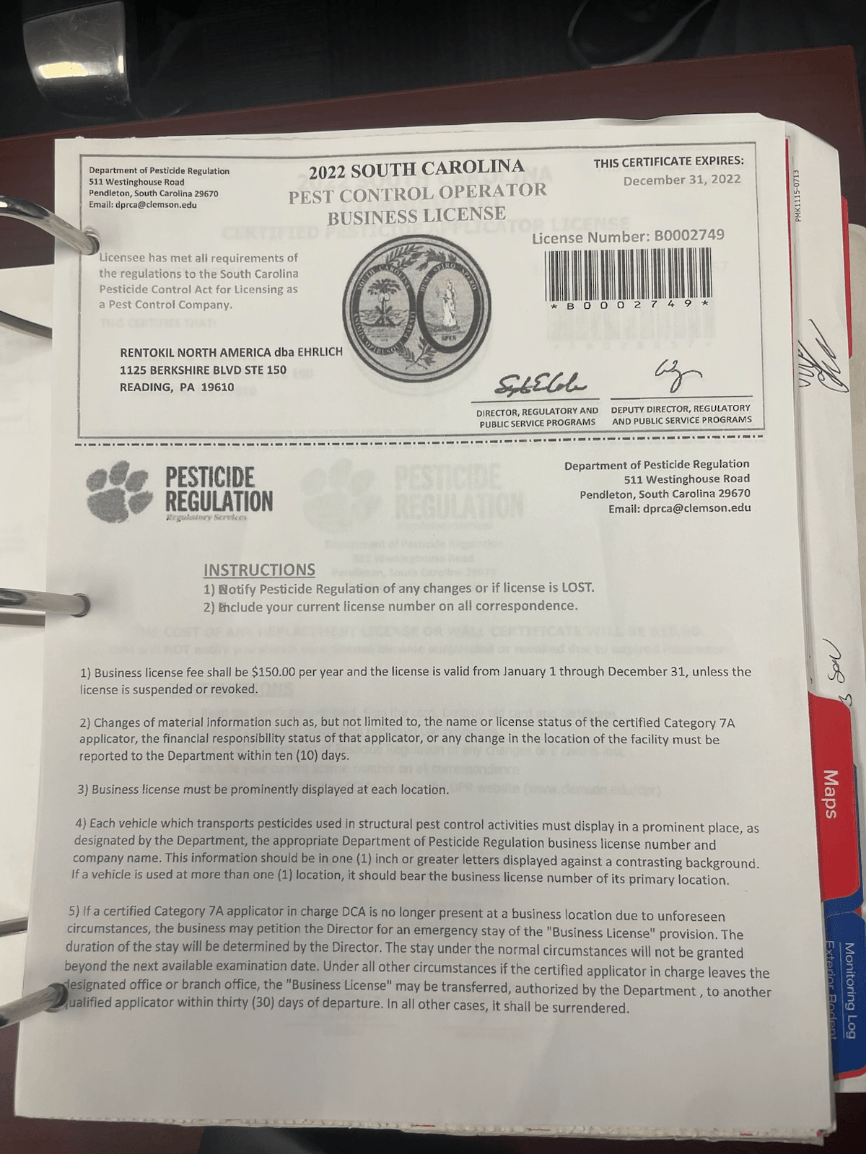 Department of Pesticide Regulation
511 Westinghouse Road
Pendleton, South Carolina 29670
Email: dprca@clemson.edu
2022 SOUTH CAROLINA
PEST CONTROL OPERATOR
BUSINESS LICENSE
THIS CERTIFICATE EXPIRES:
December 31, 2022
License Number: B0002749
* B 0 0 0 2 7 4 9 *
Licensee has met all requirements of
the regulations to the South Carolina
Pesticide Control Act for Licensing as
a Pest Control Company.
RENTOKIL NORTH AMERICA dba EHRLICH
1125 BERKSHIRE BLVD STE 150
READING, PA 19610
DIRECTOR, REGULATORY AND
PUBLIC SERVICE PROGRAMS
DEPUTY DIRECTOR, REGULATORY
AND PUBLIC SERVICE PROGRAMS
PESTICIDE
REGULATION
Regulatory Services
Department of Pesticide Regulation
511 Westinghouse Road
Pendleton, South Carolina 29670
Email: dprca@clemson.edu
INSTRUCTIONS
1) Notify Pesticide Regulation of any changes or if license is LOST.
2) Include your current license number on all correspondence.
1) Business license fee shall be $150.00 per year and the license is valid from January 1 through December 31, unless the
license is suspended or revoked.
2) Changes of material information such as, but not limited to, the name or license status of the certified Category 7A
applicator, the financial responsibility status of that applicator, or any change in the location of the facility must be
reported to the Department within ten (10) days.
3) Business license must be prominently displayed at each location.
4) Each vehicle which transports pesticides used in structural pest control activities must display in a prominent place, as
designated by the Department, the appropriate Department of Pesticide Regulation business license number and
company name. This information should be in one (1) inch or greater letters displayed against a contrasting background.
If a vehicle is used at more than one (1) location, it should bear the business license number of its primary location.
5) If a certified Category 7A applicator in charge DCA is no longer present at a business location due to unforeseen
circumstances, the business may petition the Director for an emergency stay of the "Business License" provision. The
duration of the stay will be determined by the Director. The stay under the normal circumstances will not be granted
beyond the next available examination date. Under all other circumstances if the certified applicator in charge leaves the
designated office or branch office, the "Business License" may be transferred, authorized by the Department , to another
qualified applicator within thirty (30) days of departure. In all other cases, it shall be surrendered.
PMK1115-0713
Maps
Monitoring Log
Exterior Rodent